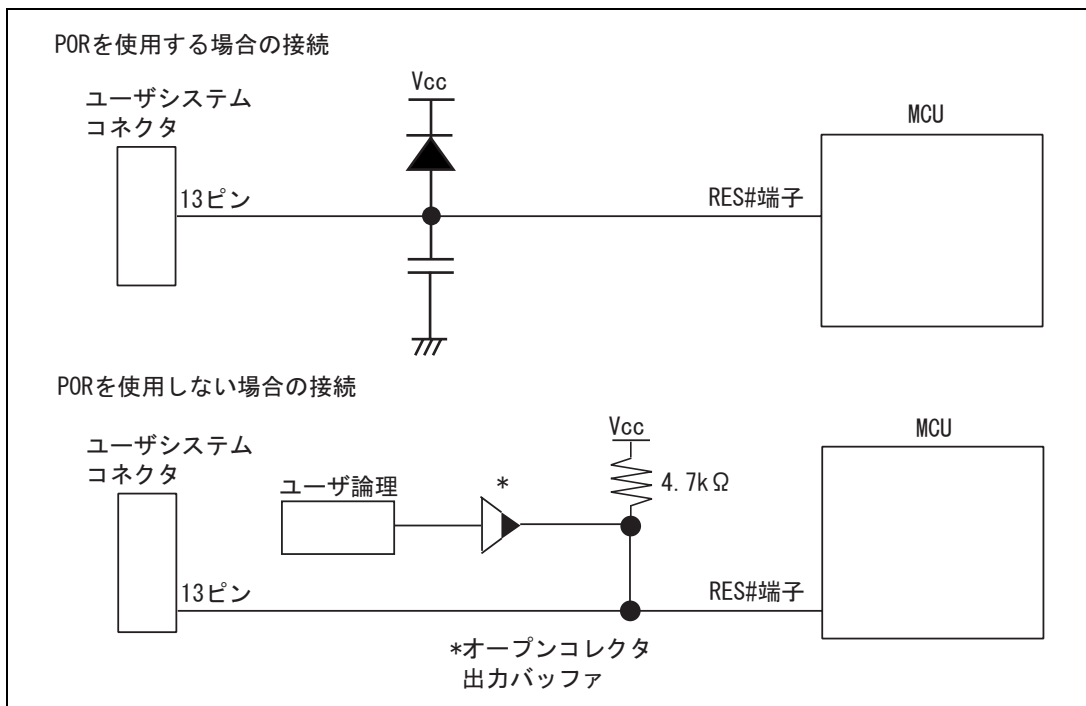 PORを使用する場合の接続
ユーザシステム
コネクタ
Vcc
MCU
13ピン
RES#端子
PORを使用しない場合の接続
ユーザシステム
コネクタ
ユーザ論理
*
Vcc
4.7kΩ
MCU
13ピン
RES#端子
*オープンコレクタ
出力バッファ